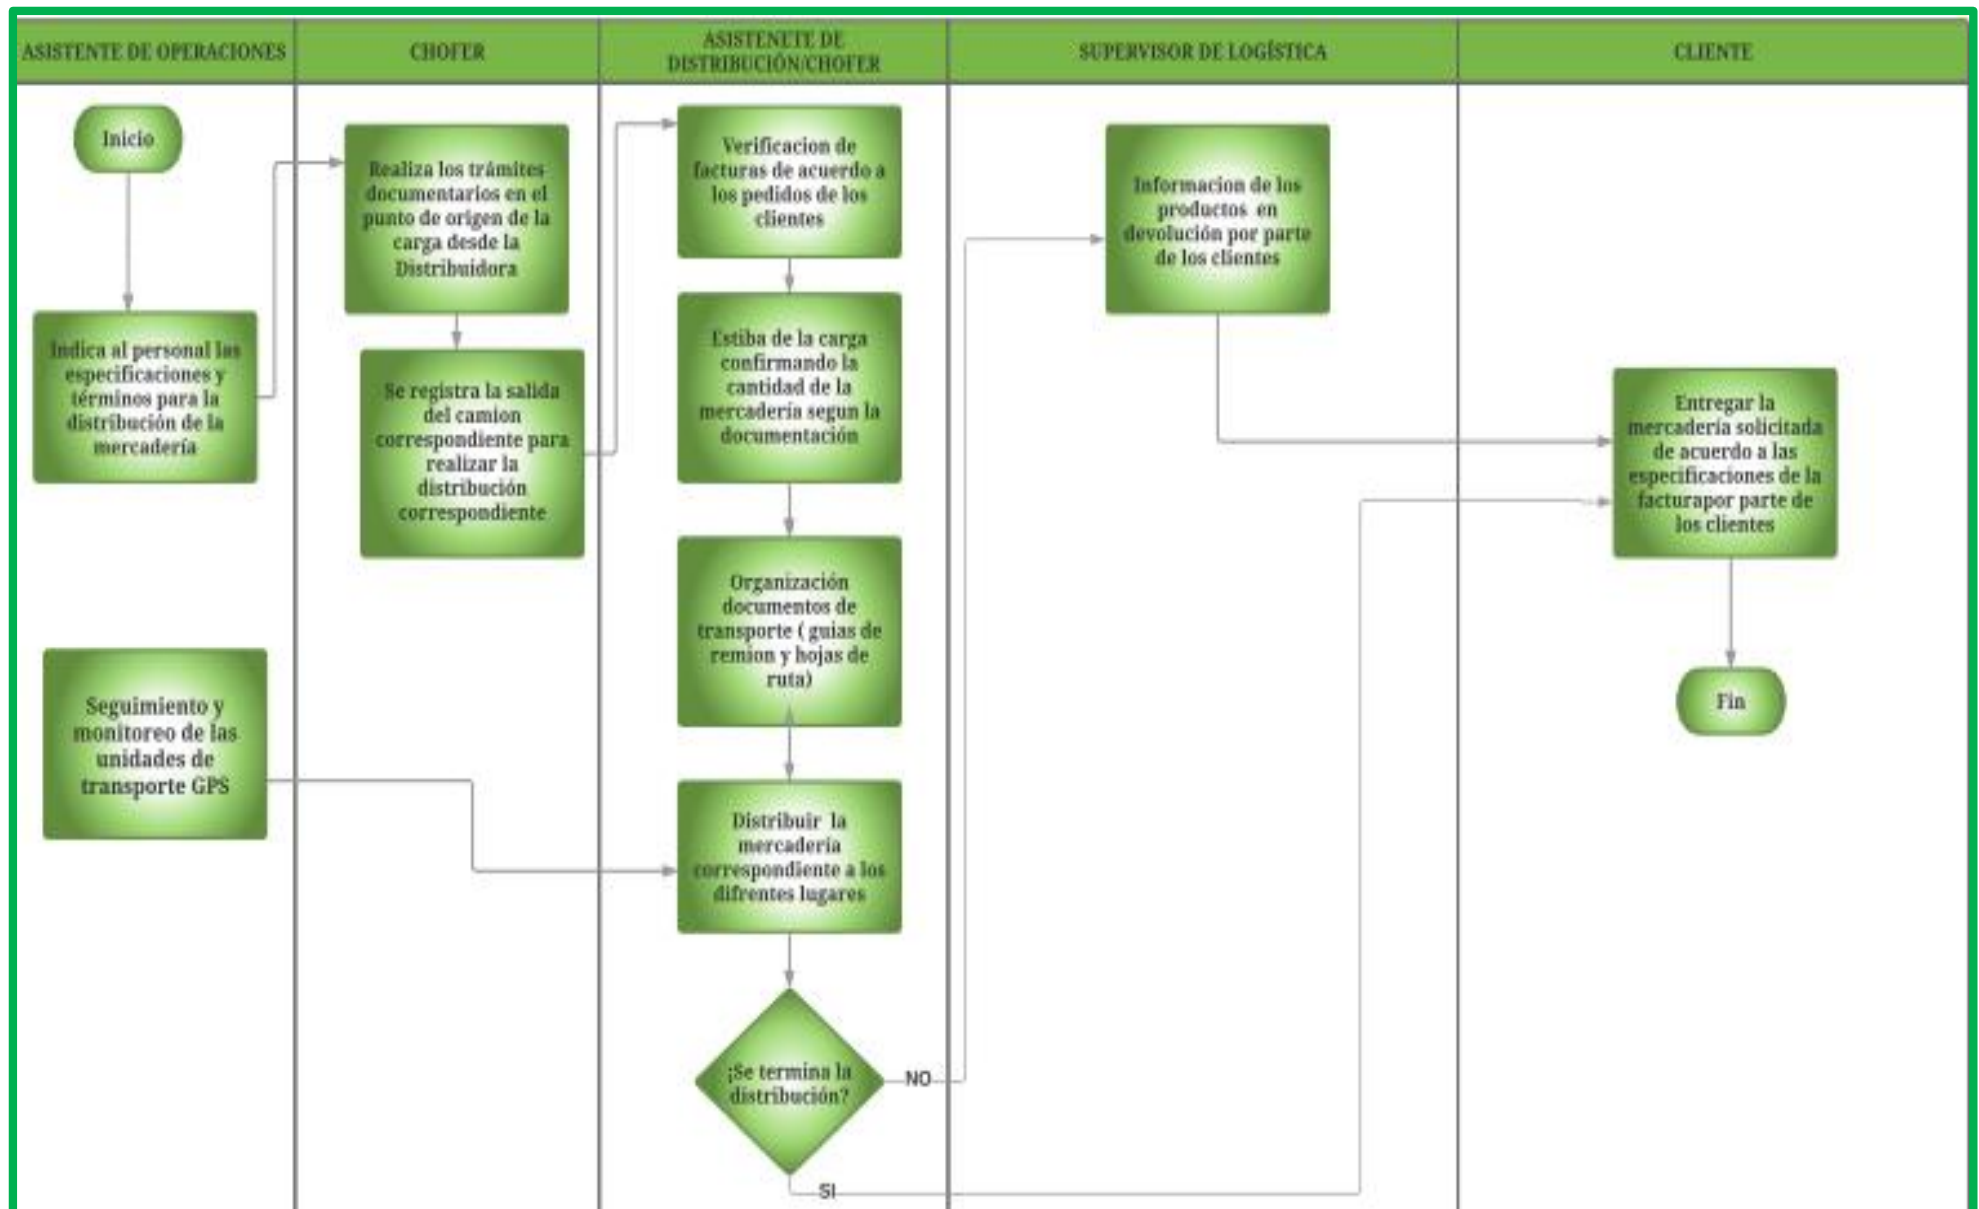 ASISTENTE DE OPERACIONES
CHOFER
ASISTENETE DE
DISTRIBUCIÓN/CHOFER
SUPERVISOR DE LOGÍSTICA
CLIENTE
Inicio
Indica al personal las
especificaciones y
términos para la
distribución de la
mercadería
Seguimiento y
monitoreo de las
unidades de
transporte GPS
Realiza los trámites
documentarios en el
punto de origen de la
carga desde la
Distribuidora
Se registra la salida
del camion
correspondiente para
realizar la
distribución
correspondiente
Verificacion de
facturas de acuerdo a
los pedidos de los
clientes
Estiba de la carga
confirmando la
cantidad de la
mercadería segun la
documentación
Organización
documentos de
transporte ( guias de
remion y hojas de
ruta)
Distribuir la
mercadería
correspondiente a los
difrentes lugares
¡Se termina la
distribución?
NO
SI
Informacion de los
productos en
devolución por parte
de los clientes
Entregar la
mercadería solicitada
de acuerdo a las
especificaciones de la
facturapor parte de
los clientes
Fin